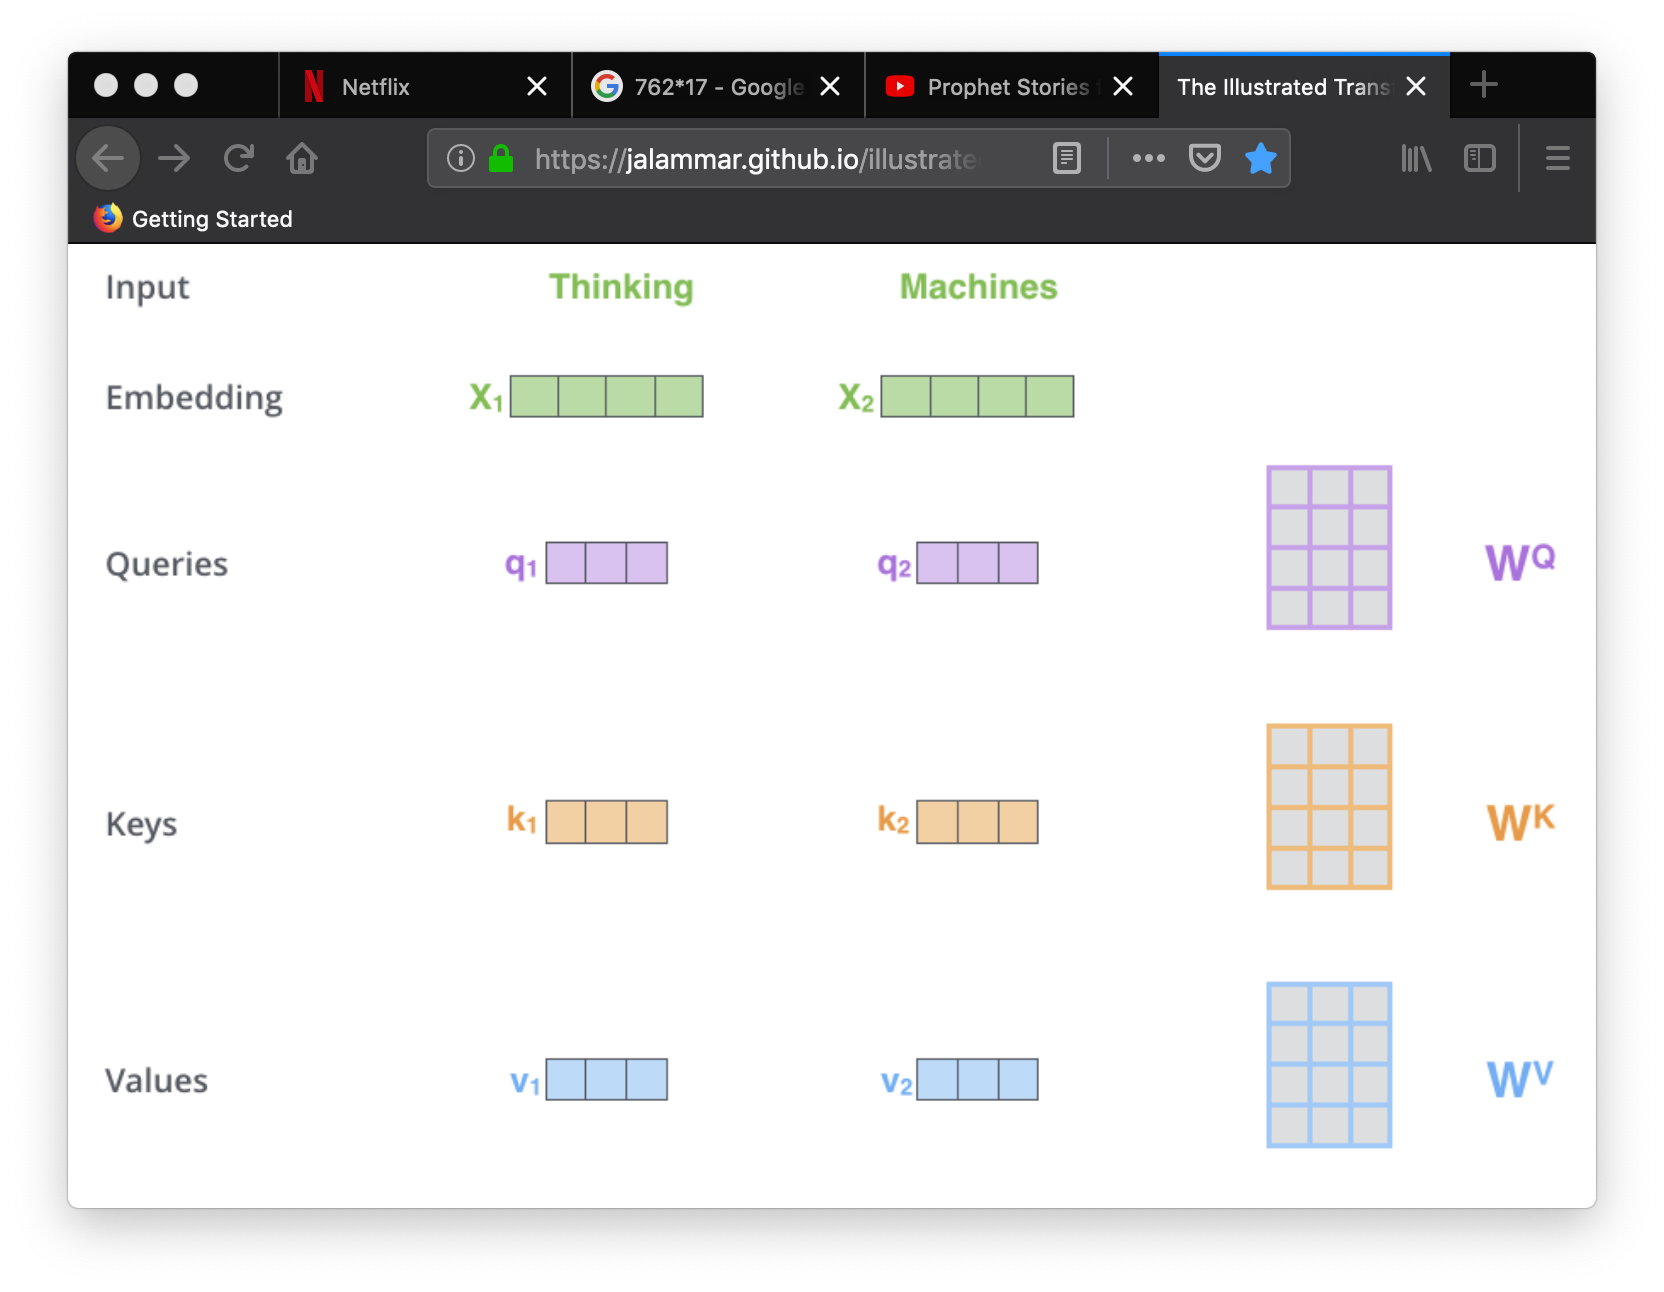 Netflix
762*17 - Google
Prophet Stories
The Illustrated Trans
https://jalammar.github.io/illustrate
Getting Started
Input Thinking Machines
Embedding X1 X2
Queries q1 q2 WQ
Keys k1 k2 WK
Values v1 v2 WV